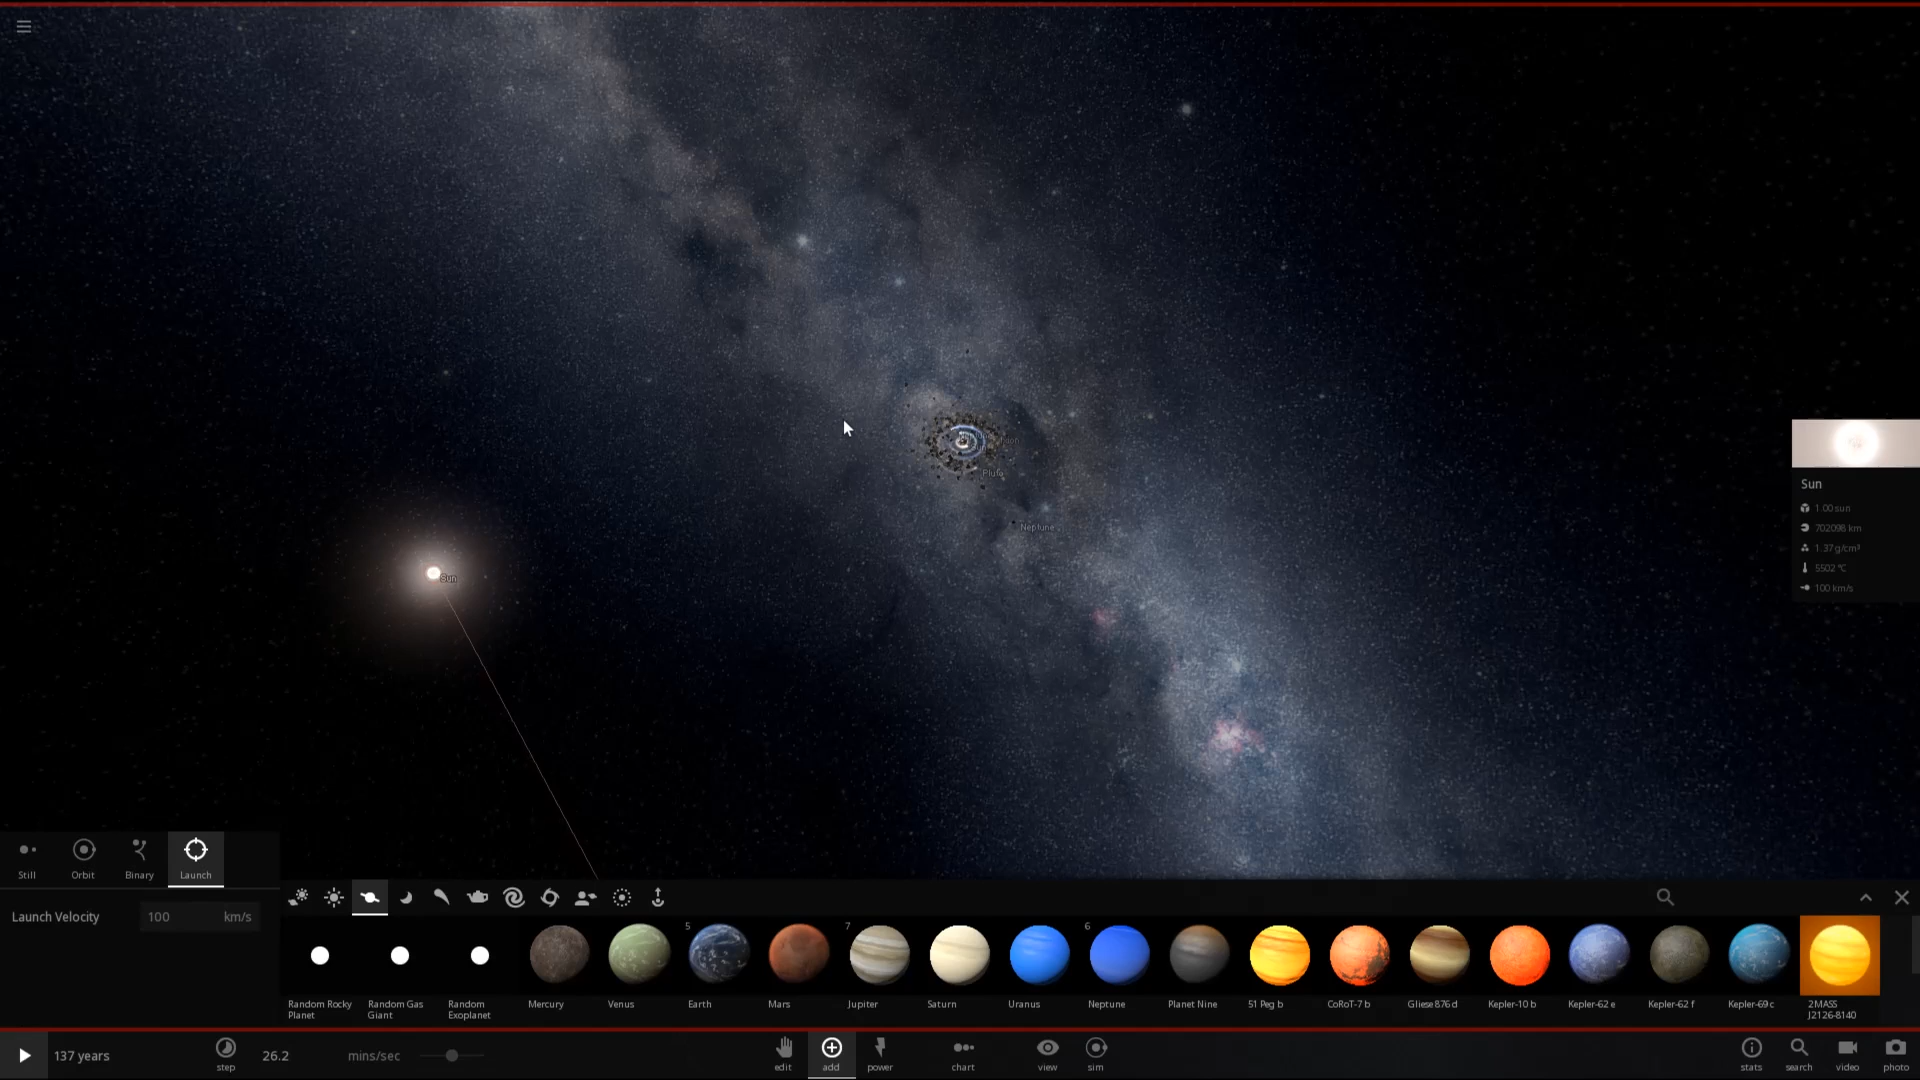 Pluto
Neptune
Sun
Sun
1.00 sun
702098 km
1.37 g/cm³
5502 °C
100 km/s
Still
Orbit
Binary
Launch
Launch Velocity 100 km/s
5
7
6
Random Rocky Planet
Random Gas Giant
Random Exoplanet
Mercury
Venus
Earth
Mars
Jupiter
Saturn
Uranus
Neptune
Planet Nine
51 Peg b
CoRoT-7 b
Gliese 876 d
Kepler-10 b
Kepler-62 e
Kepler-62 f
Kepler-69 c
2MASS J2126-8140
137 years
step
26.2 mins/sec
edit
add
power
chart
view
sim
stats
search
video
photo